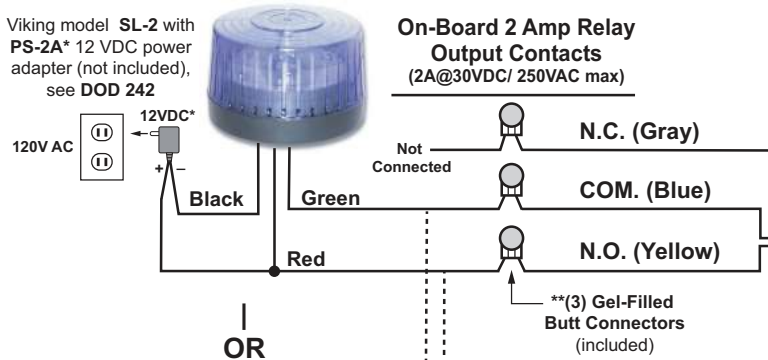 Viking model SL-2 with
PS-2A* 12 VDC power
adapter (not included),
see DOD 242
On-Board 2 Amp Relay
Output Contacts
(2A@30VDC/ 250VAC max)
12VDC*
120V AC
+ –
Not
Connected
N.C. (Gray)
Black
Green
COM. (Blue)
Red
N.O. (Yellow)
**(3) Gel-Filled
Butt Connectors
(included)
OR